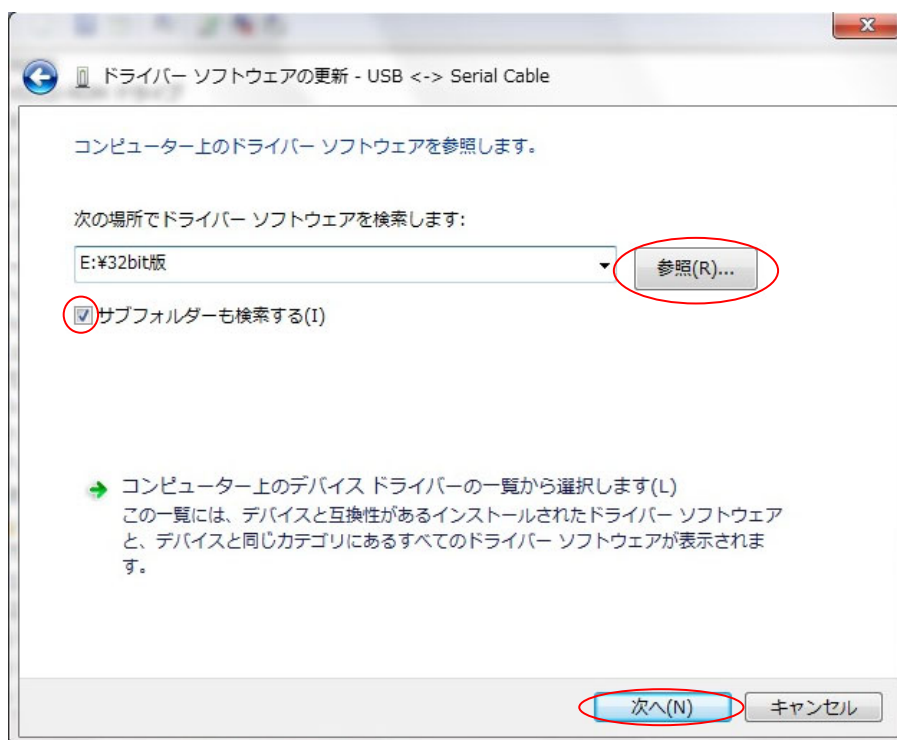 ドライバー ソフトウェアの更新 - USB <-> Serial Cable
コンピューター上のドライバー ソフトウェアを参照します。
次の場所でドライバー ソフトウェアを検索します:
E:¥32bit版
参照(R)...
サブフォルダーも検索する(I)
コンピューター上のデバイス ドライバーの一覧から選択します(L)
この一覧には、デバイスと互換性があるインストールされたドライバー ソフトウェア
と、デバイスと同じカテゴリにあるすべてのドライバー ソフトウェアが表示されま
す。
次へ(N)
キャンセル